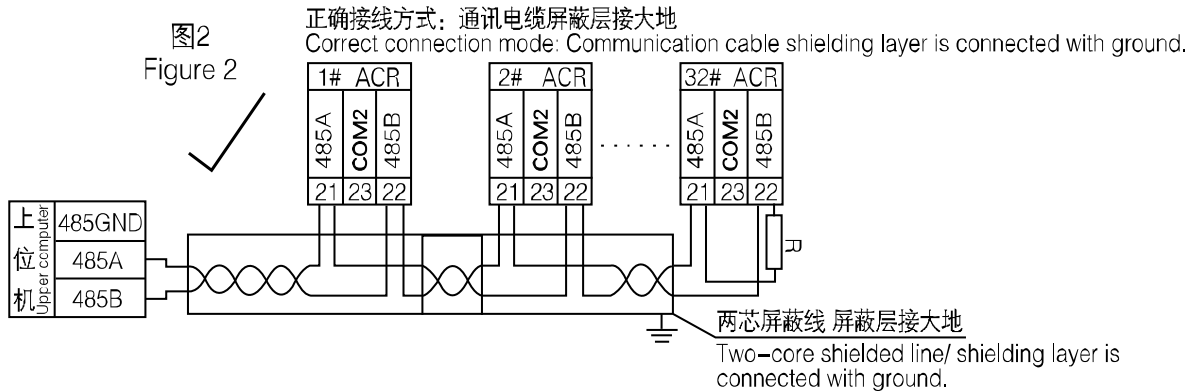 正确接线方式：通讯电缆屏蔽层接大地
Correct connection mode: Communication cable shielding layer is connected with ground.
图2
Figure 2
1# ACR
485A
COM2
485B
21 23 22
2# ACR
485A
COM2
485B
21 23 22
......
32# ACR
485A
COM2
485B
21 23 22
R
上位机
Upper computer
485GND
485A
485B
两芯屏蔽线 屏蔽层接大地
Two-core shielded line/ shielding layer is
connected with ground.